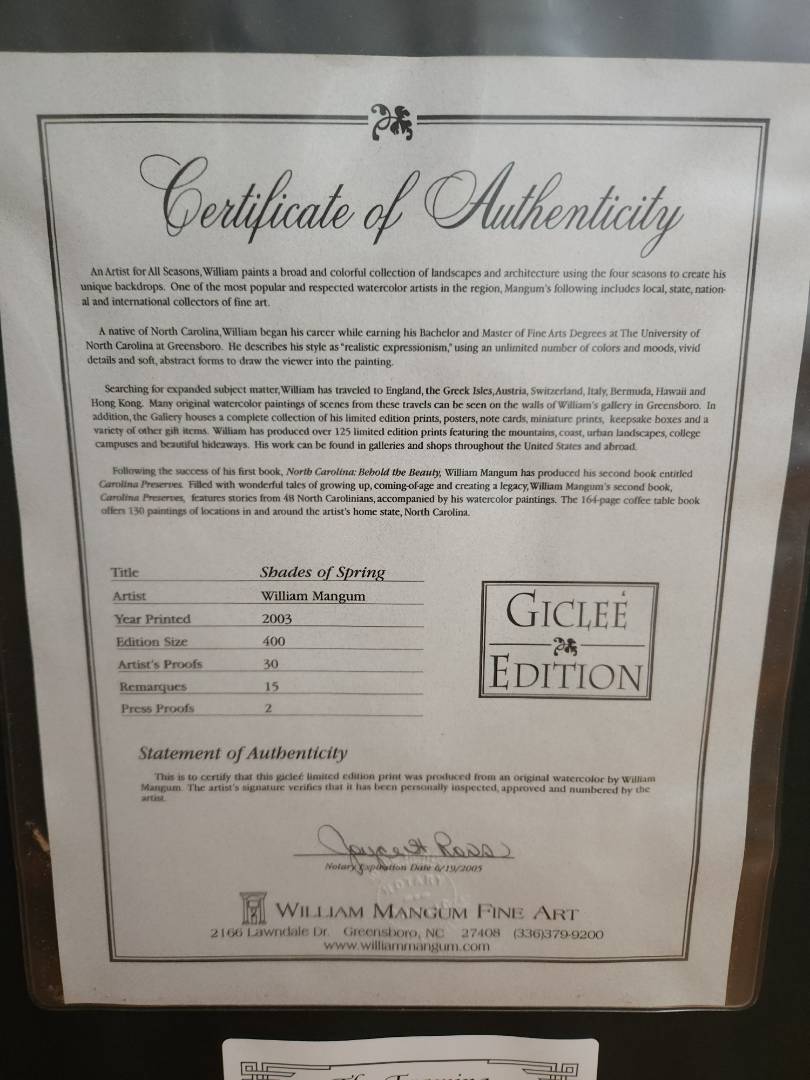 Certificate of Authenticity
An Artist for All Seasons, William paints a broad and colorful collection of landscapes and architecture using the four seasons to create his
unique backdrops. One of the most popular and respected watercolor artists in the region, Mangum's following includes local, state, nation-
al and international collectors of fine art.
A native of North Carolina, William began his career while earning his Bachelor and Master of Fine Arts Degrees at The University of
North Carolina at Greensboro. He describes his style as "realistic expressionism," using an unlimited number of colors and moods, vivid
details and soft, abstract forms to draw the viewer into the painting.
Searching for expanded subject matter, William has traveled to England, the Greek Isles, Austria, Switzerland, Italy, Bermuda, Hawaii and
Hong Kong. Many original watercolor paintings of scenes from these travels can be seen on the walls of William's gallery in Greensboro. In
addition, the Gallery houses a complete collection of his limited edition prints, posters, note cards, miniature prints, keepsake boxes and a
variety of other gift items. William has produced over 125 limited edition prints featuring the mountains, coast, urban landscapes, college
campuses and beautiful hideaways. His work can be found in galleries and shops throughout the United States and abroad.
Following the success of his first book, North Carolina: Behold the Beauty, William Mangum has produced his second book entitled
Carolina Preserves. Filled with wonderful tales of growing up, coming-of-age and creating a legacy, William Mangum's second book,
Carolina Preserves, features stories from 48 North Carolinians, accompanied by his watercolor paintings. The 164-page coffee table book
offers 130 paintings of locations in and around the artist's home state, North Carolina.
Title Shades of Spring
Artist William Mangum
Year Printed 2003
Edition Size 400
Artist's Proofs 30
Remarques 15
Press Proofs 2
GICLEÉ
EDITION
Statement of Authenticity
This is to certify that this gicleé limited edition print was produced from an original watercolor by William
Mangum. The artist's signature verifies that it has been personally inspected, approved and numbered by the
artist.
Joyce H Ross
Notary Expiration Date 6/19/2005
WILLIAM MANGUM FINE ART
2166 Lawndale Dr. Greensboro, NC 27408 (336)379-9200
www.williammangum.com